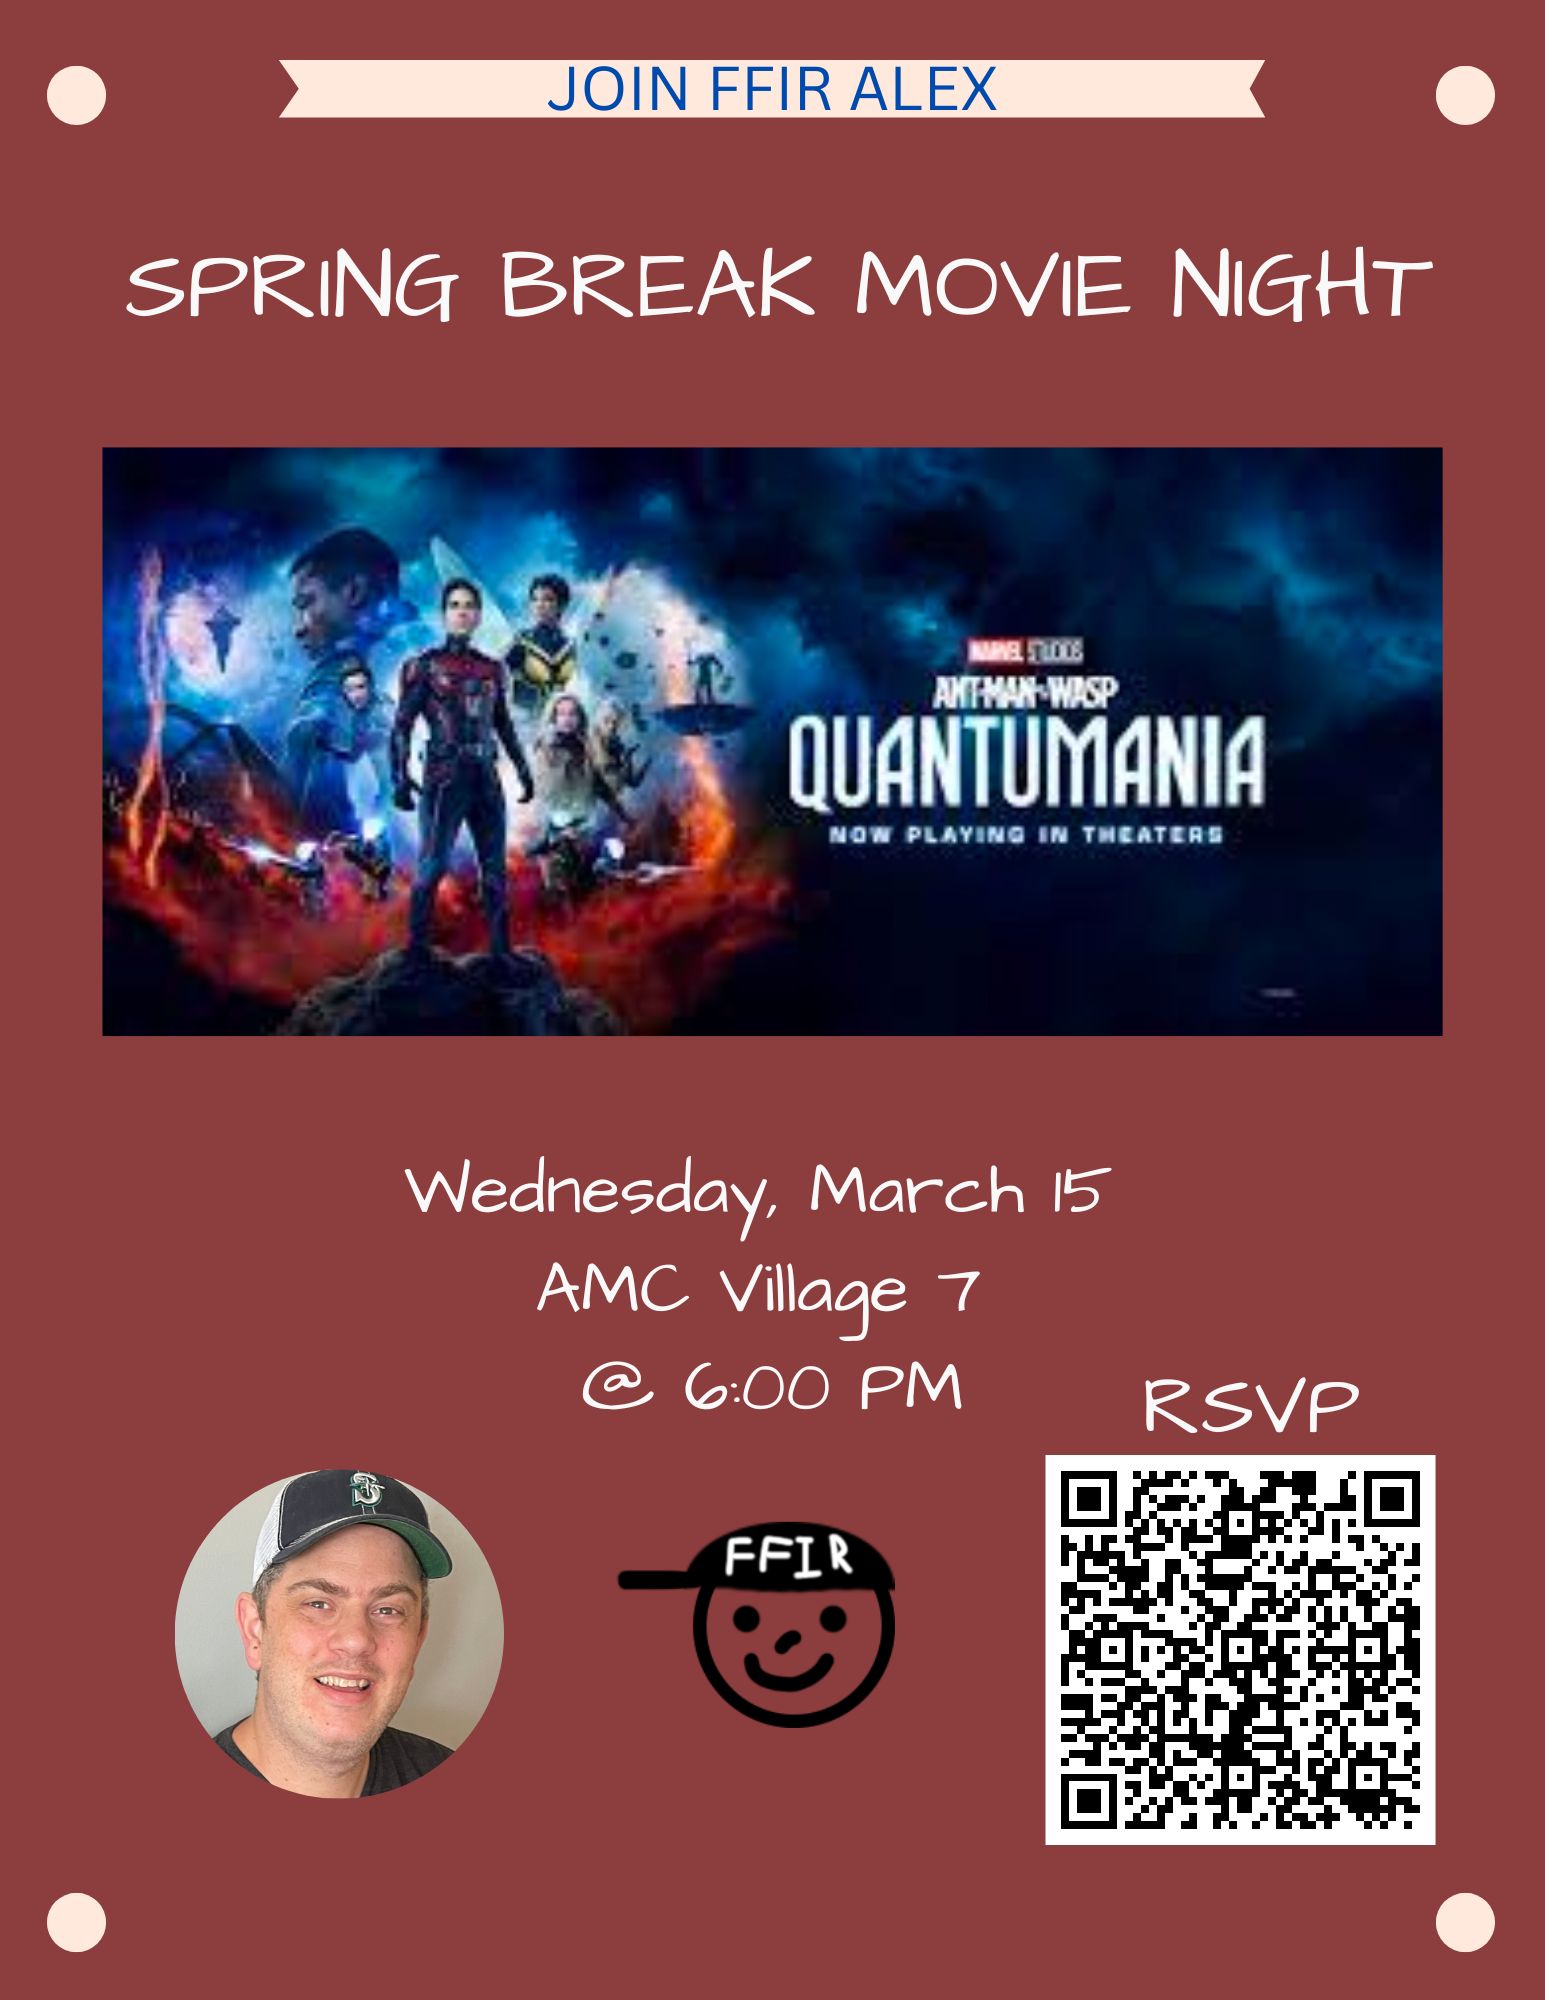 JOIN FFIR ALEX
SPRING BREAK MOVIE NIGHT
MARVEL STUDIOS
ANT-MAN AND THE WASP
QUANTUMANIA
NOW PLAYING IN THEATERS
Wednesday, March 15
AMC Village 7
@ 6:00 PM
RSVP
S
FFIR